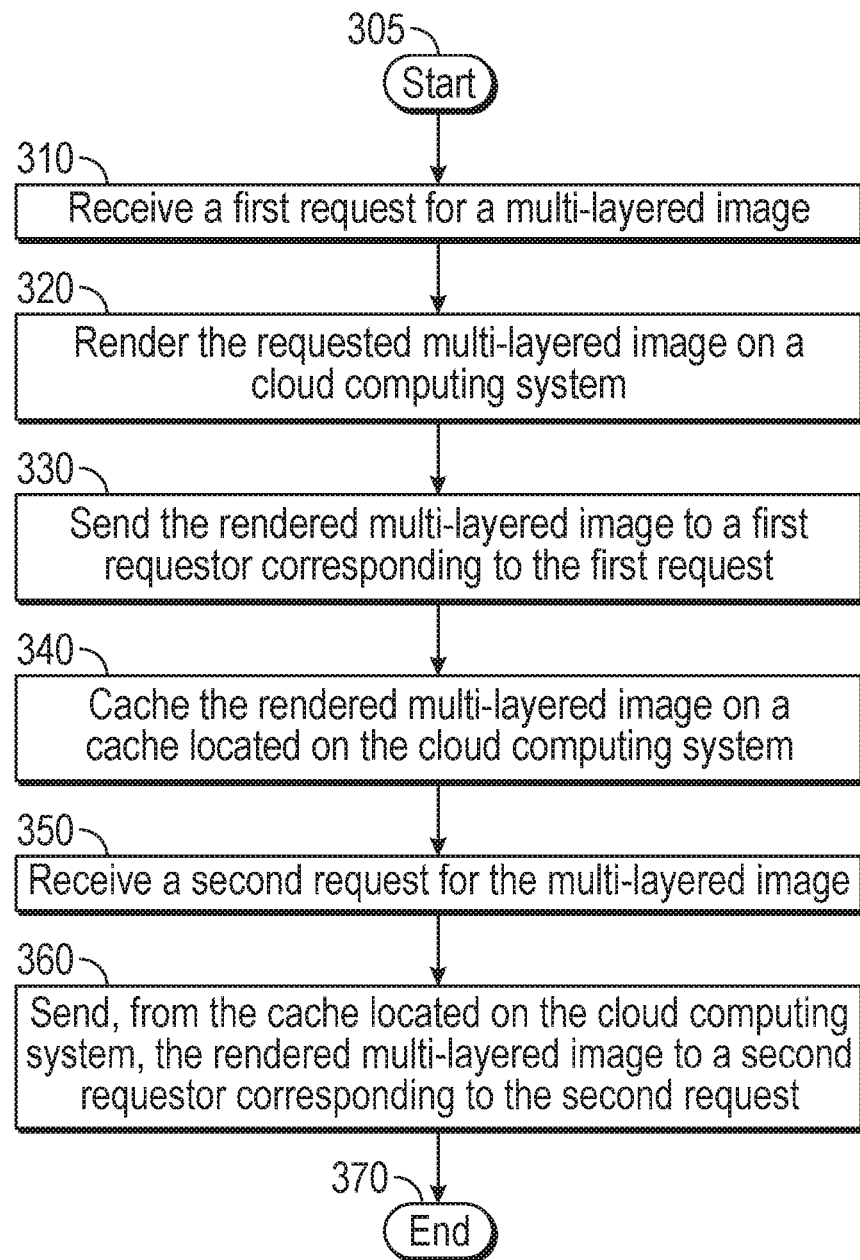 305
Start
310
Receive a first request for a multi-layered image
320
Render the requested multi-layered image on a
cloud computing system
330
Send the rendered multi-layered image to a first
requestor corresponding to the first request
340
Cache the rendered multi-layered image on a
cache located on the cloud computing system
350
Receive a second request for the multi-layered image
360
Send, from the cache located on the cloud computing
system, the rendered multi-layered image to a second
requestor corresponding to the second request
370
End